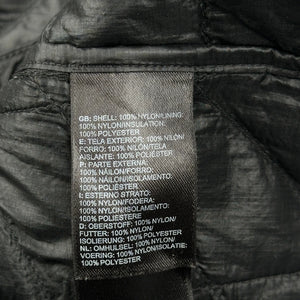 GB: SHELL: 100% NYLON/LINING:
100% NYLON/INSULATION:
100% POLYESTER
E: TELA EXTERIOR: 100% NILÓN/
FORRO: 100% NILÓN/TELA
AISLANTE: 100% POLIÉSTER
P: TELA EXTERIOR: 100% NÁILON/
FORRO: 100% NÁILON/ISOLAMENTO:
100% POLIÉSTER
I: ESTERNO STRATO:
100% NYLON/FODERA:
100% NYLON/ISOLAMENTO:
100% POLIESTERE
D: OBERSTOFF: 100% NYLON/
FUTTER: 100% NYLON/
ISOLIERUNG: 100% POLYESTER
NL: OMHULSEL: 100% NYLON/
VOERING: 100% NYLON/ISOLATIE:
100% POLYESTER